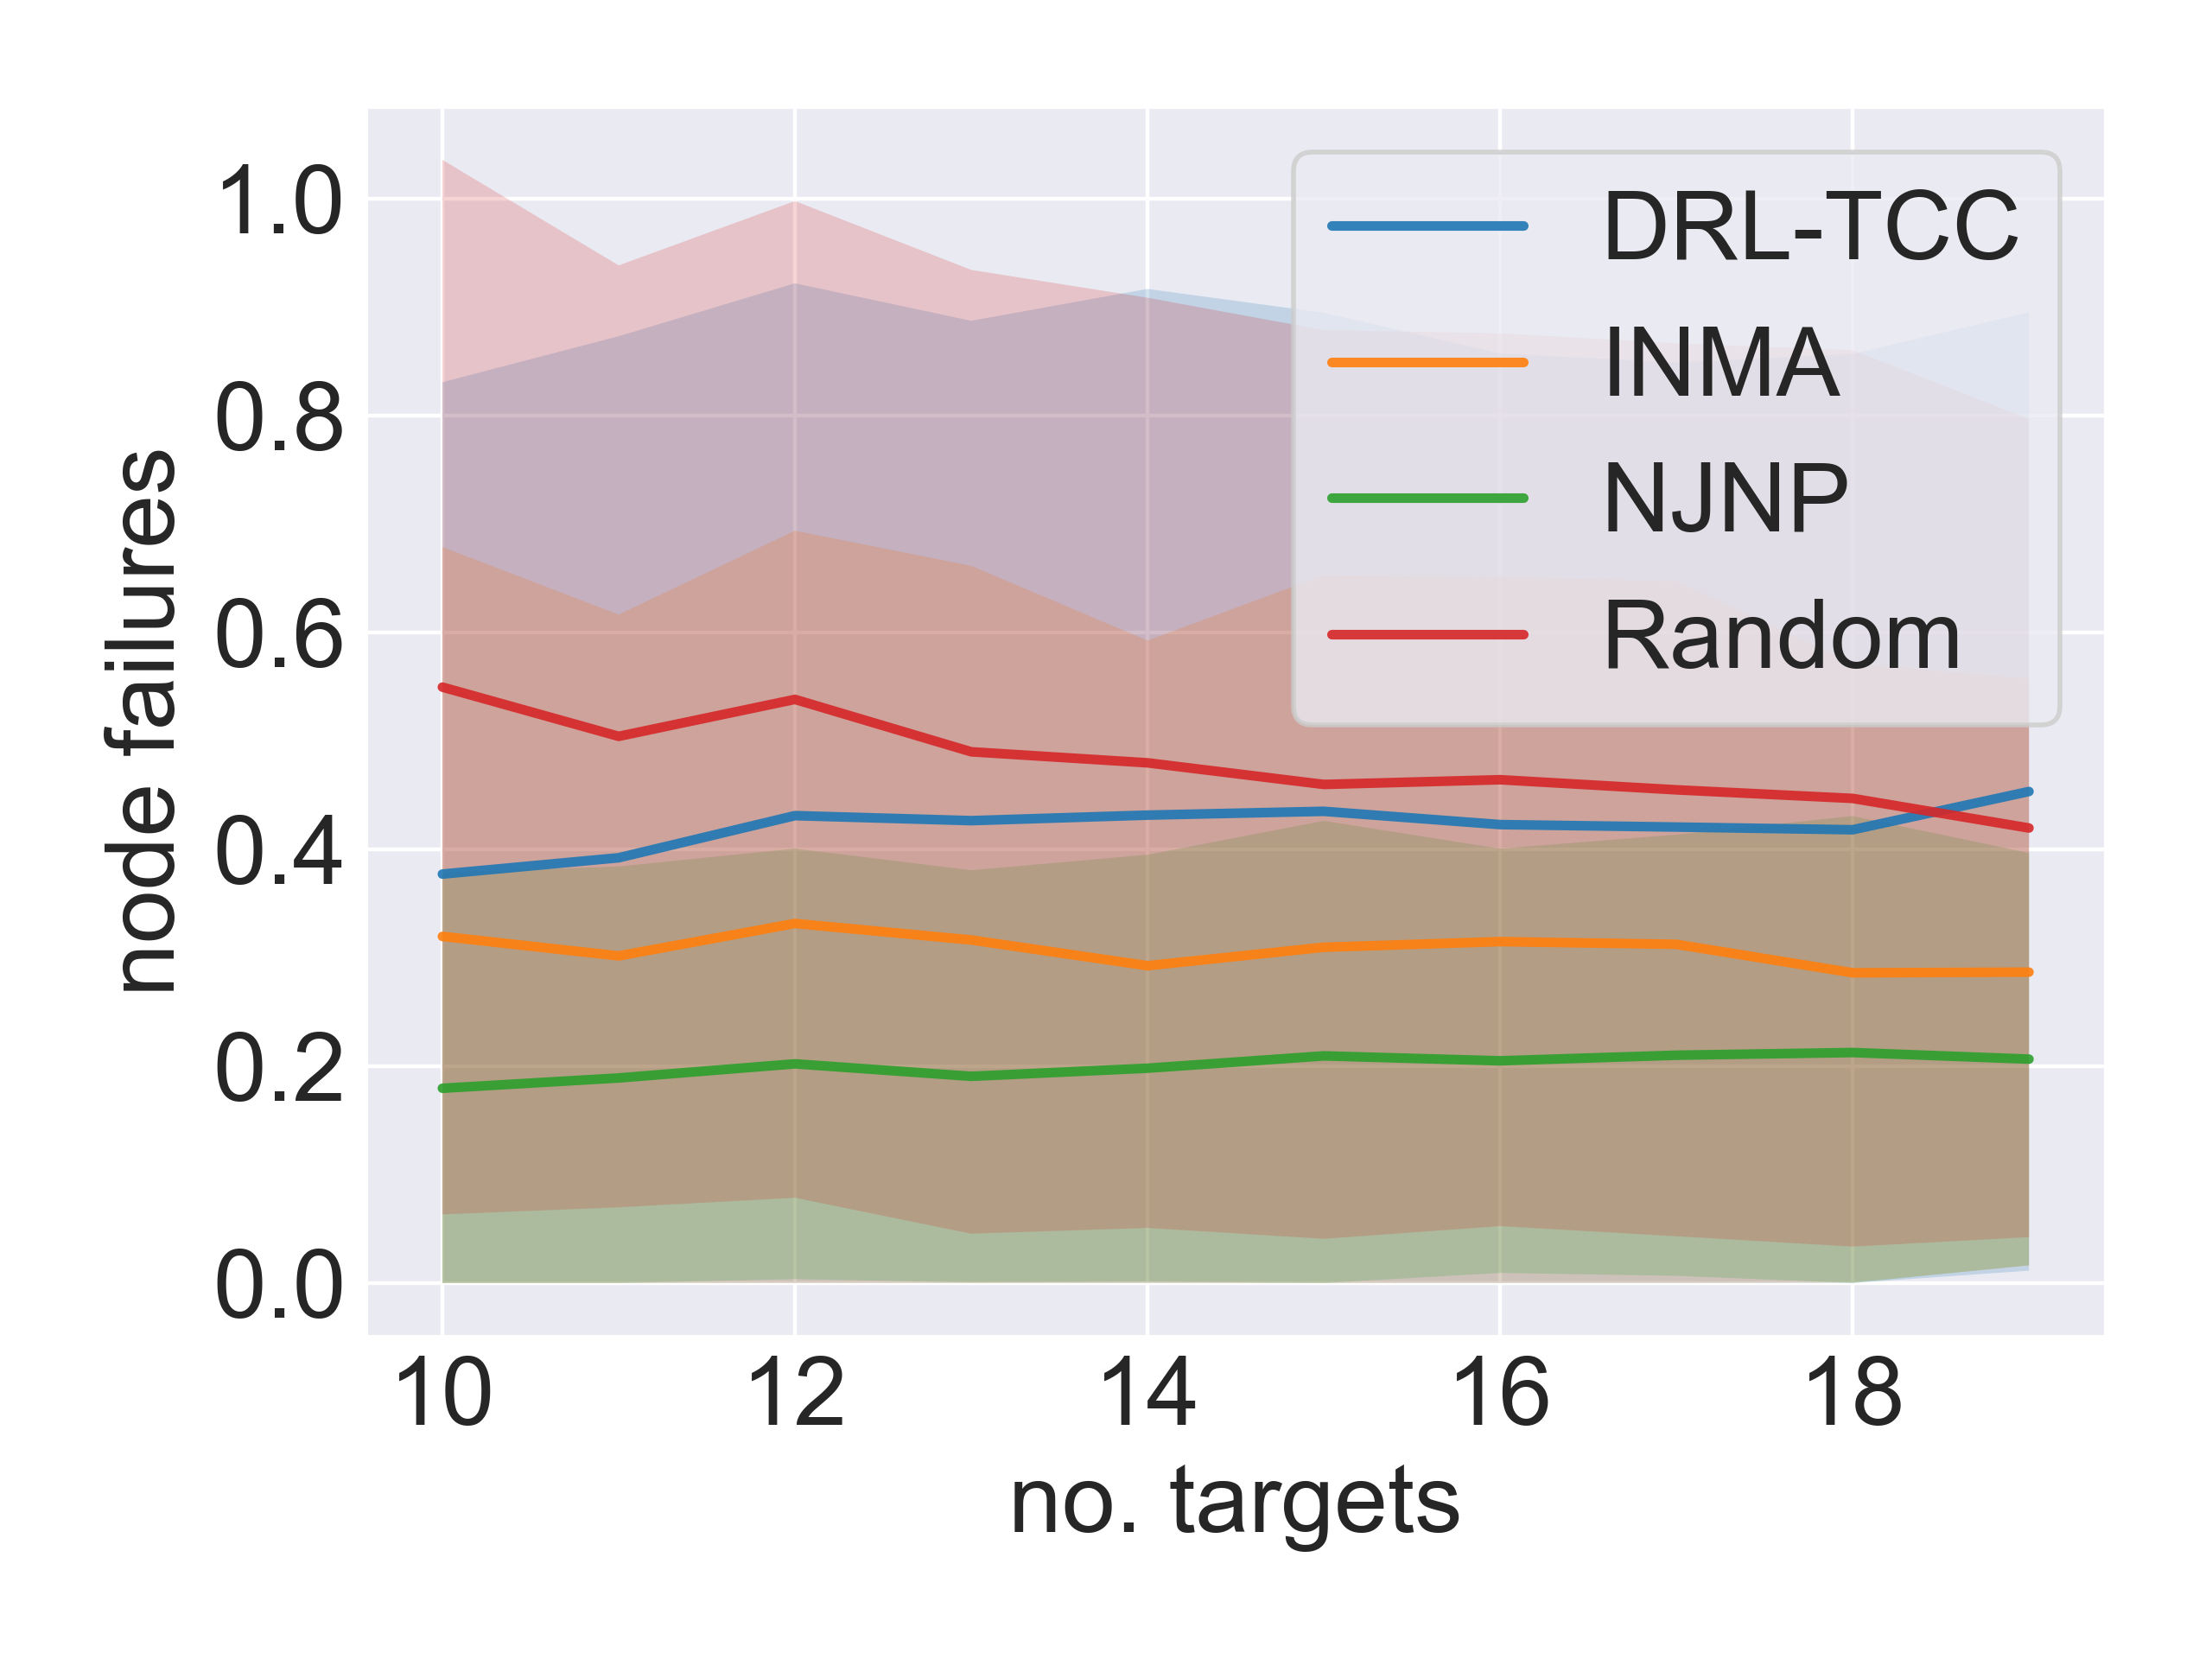 1.0
0.8
0.6
0.4
0.2
0.0
node failures
DRL-TCC
INMA
NJNP
Random
10 12 14 16 18
no. targets